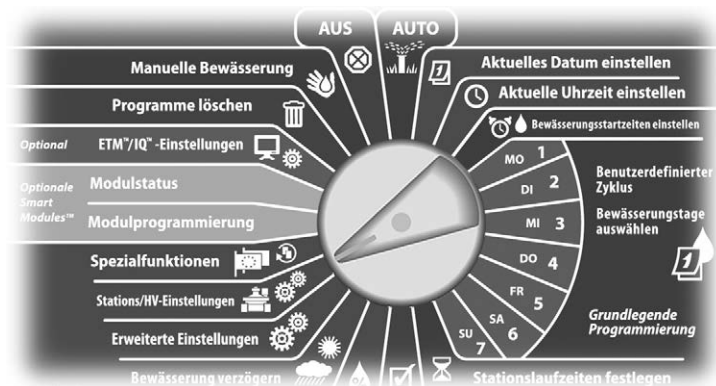 AUS
AUTO
Manuelle Bewässerung
Programme löschen
Optional
ETM™/IQ™ -Einstellungen
Optionale
Smart
Modules™
Modulstatus
Modulprogrammierung
Spezialfunktionen
Stations/HV-Einstellungen
Erweiterte Einstellungen
Bewässerung verzögern
%
Aktuelles Datum einstellen
1
Aktuelle Uhrzeit einstellen
Bewässerungsstartzeiten einstellen
MO 1
DI 2
MI 3
DO 4
FR 5
SA 6
SU 7
Benutzerdefinierter
Zyklus
Bewässerungstage
auswählen
1
Grundlegende
Programmierung
Stationslaufzeiten festlegen